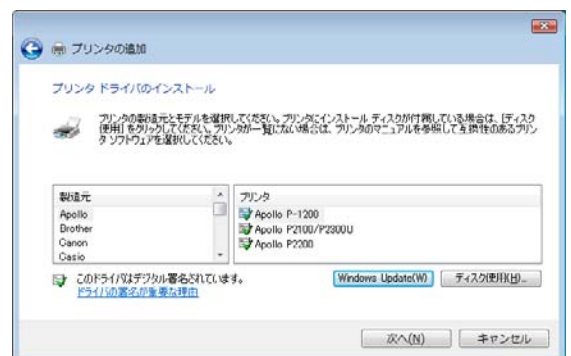 プリンタの追加
プリンタ ドライバのインストール
プリンタの製造元とモデルを選択してください。プリンタにインストール ディスクが付属している場合は、[ディスク
使用] をクリックしてください。プリンタが一覧にない場合は、プリンタのマニュアルを参照して互換性のあるプリン
タ ソフトウェアを選択してください。
製造元
プリンタ
Apollo
Brother
Canon
Casio
Apollo P-1200
Apollo P2100/P2300U
Apollo P2200
このドライバはデジタル署名されています。
ドライバの署名が重要な理由
Windows Update(W)
ディスク使用(H)...
次へ(N)
キャンセル